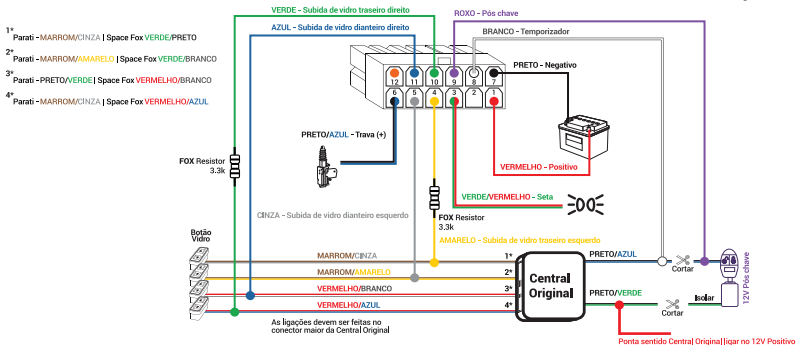 VERDE - Subida de vidro traseiro direito
ROXO - Pós chave
AZUL - Subida de vidro dianteiro direito
BRANCO - Temporizador
1*
Parati - MARROM/CINZA | Space Fox VERDE/PRETO
2*
Parati - MARROM/AMARELO | Space Fox VERDE/BRANCO
3*
Parati - PRETO/VERDE | Space Fox VERMELHO/BRANCO
4*
Parati - MARROM/CINZA | Space Fox VERMELHO/AZUL
PRETO - Negativo
12 11 10 9 8 7
6 5 4 3 2 1
PRETO/AZUL - Trava (+)
VERMELHO - Positivo
FOX Resistor
3.3k
VERDE/VERMELHO - Seta
CINZA - Subida de vidro dianteiro esquerdo
FOX Resistor
3.3k
AMARELO - Subida de vidro traseiro esquerdo
Botão
Vidro
MARROM/CINZA 1*
MARROM/AMARELO 2*
VERMELHO/BRANCO 3*
VERMELHO/AZUL 4*
Central
Original
PRETO/AZUL
Cortar
PRETO/VERDE
Isolar
Cortar
12V Pós chave
As ligações devem ser feitas no
conector maior da Central Original
Ponta sentido Central Original ligar no 12V Positivo